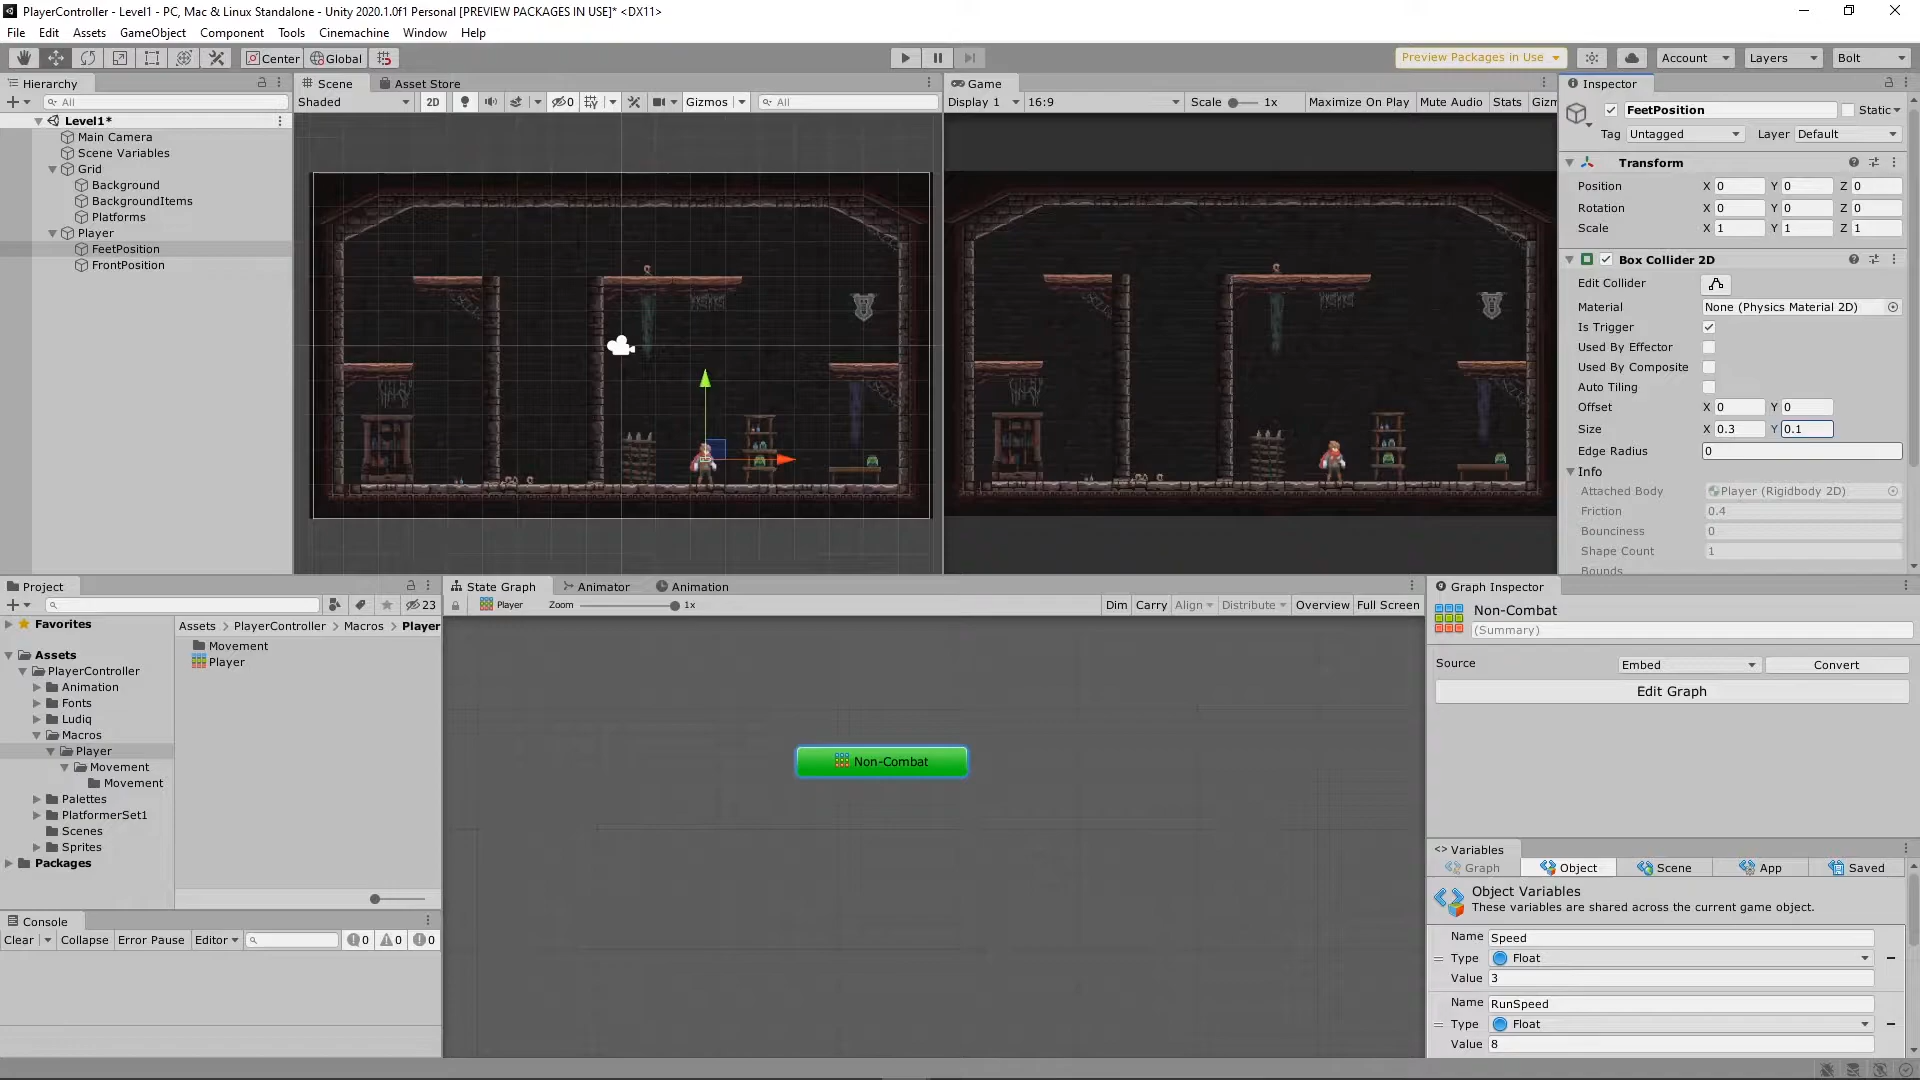 PlayerController - Level1 - PC, Mac & Linux Standalone - Unity 2020.1.0f1 Personal [PREVIEW PACKAGES IN USE]* <DX11>
File Edit Assets GameObject Component Tools Cinemachine Window Help
Center Global Preview Packages in Use Account Layers Bolt
Hierarchy
All
Level1*
Main Camera
Scene Variables
Grid
Background
BackgroundItems
Platforms
Player
FeetPosition
FrontPosition
Scene Asset Store
Shaded 2D 0 Gizmos All
Game
Display 1 16:9 Scale 1x Maximize On Play Mute Audio Stats Gizm
Inspector
FeetPosition Static
Tag Untagged Layer Default
Transform
Position X 0 Y 0 Z 0
Rotation X 0 Y 0 Z 0
Scale X 1 Y 1 Z 1
Box Collider 2D
Edit Collider
Material None (Physics Material 2D)
Is Trigger
Used By Effector
Used By Composite
Auto Tiling
Offset X 0 Y 0
Size X 0.3 Y 0.1
Edge Radius 0
Info
Attached Body Player (Rigidbody 2D)
Friction 0.4
Bounciness 0
Shape Count 1
Bounds
Project
23
Favorites
Assets
PlayerController
Animation
Fonts
Ludiq
Macros
Player
Movement
Movement
Palettes
PlatformerSet1
Scenes
Sprites
Packages
Assets > PlayerController > Macros > Player
Movement
Player
Console
Clear Collapse Error Pause Editor 0 0 0
State Graph Animator Animation
Player Zoom 1x Dim Carry Align Distribute Overview Full Screen
Non-Combat
Graph Inspector
Non-Combat
(Summary)
Source Embed Convert
Edit Graph
<> Variables
Graph Object Scene App Saved
Object Variables
These variables are shared across the current game object.
Name Speed
Type Float
Value 3
Name RunSpeed
Type Float
Value 8